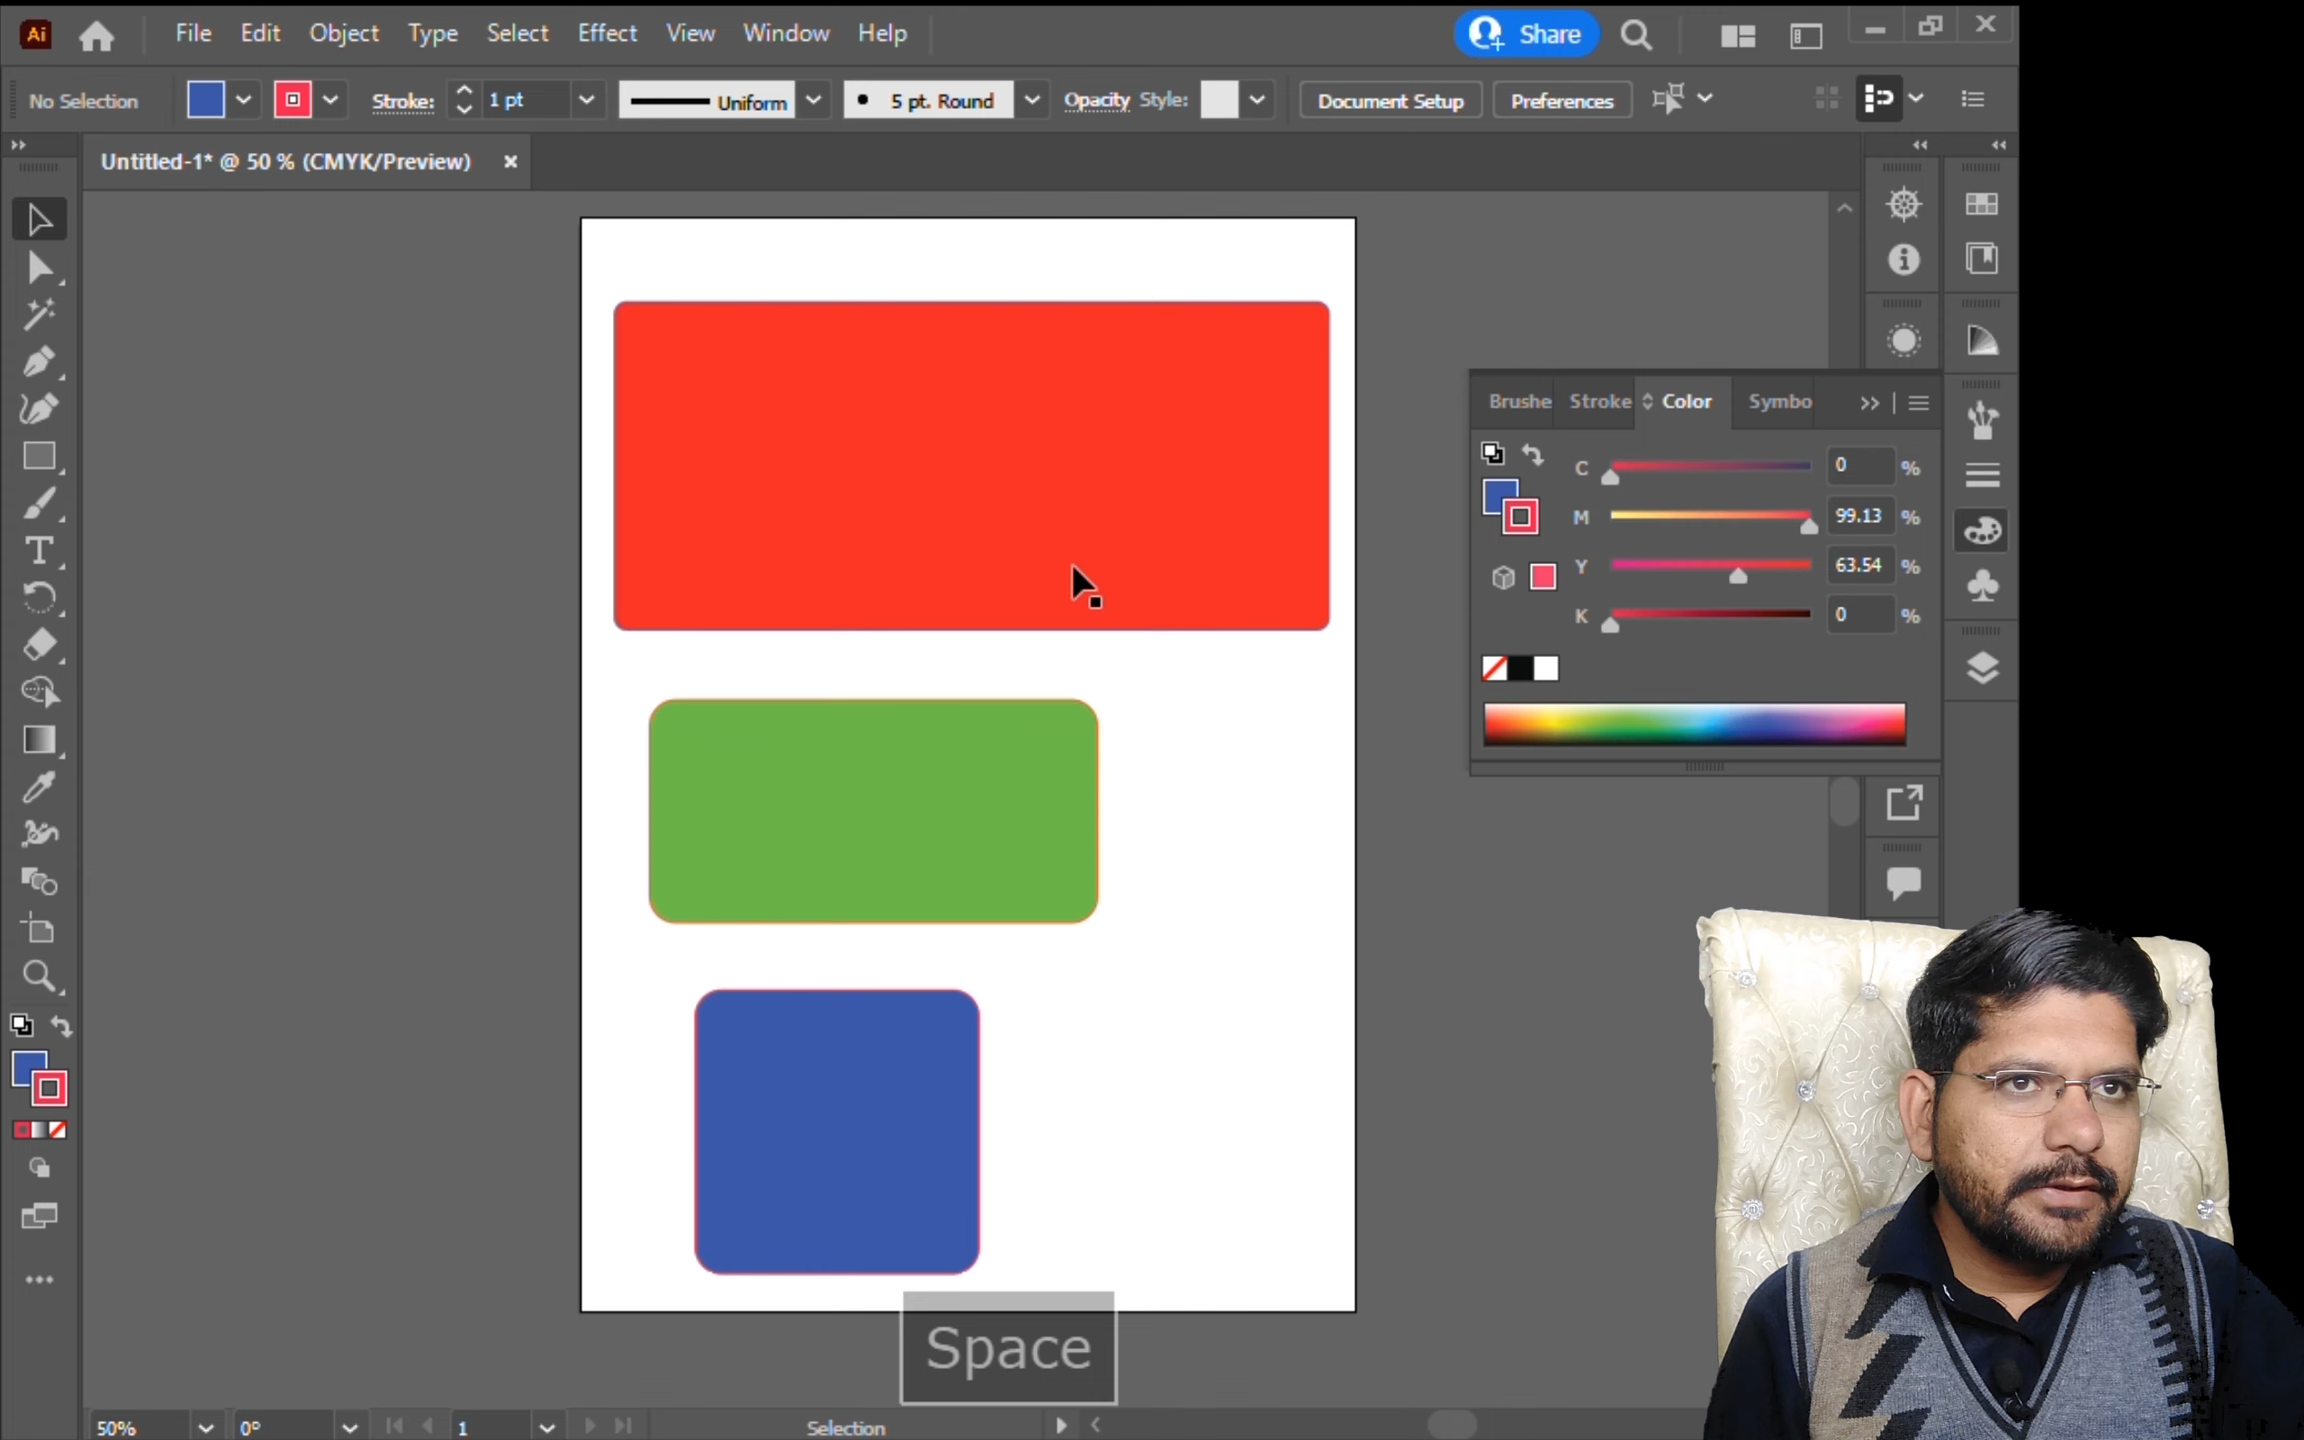 Ai File Edit Object Type Select Effect View Window Help Share
No Selection Stroke: 1 pt Uniform 5 pt. Round Opacity Style: Document Setup Preferences
Untitled-1* @ 50 % (CMYK/Preview)
Brushe Stroke Color Symbo
C 0 %
M 99.13 %
Y 63.54 %
K 0 %
Space
50% 0° 1 Selection